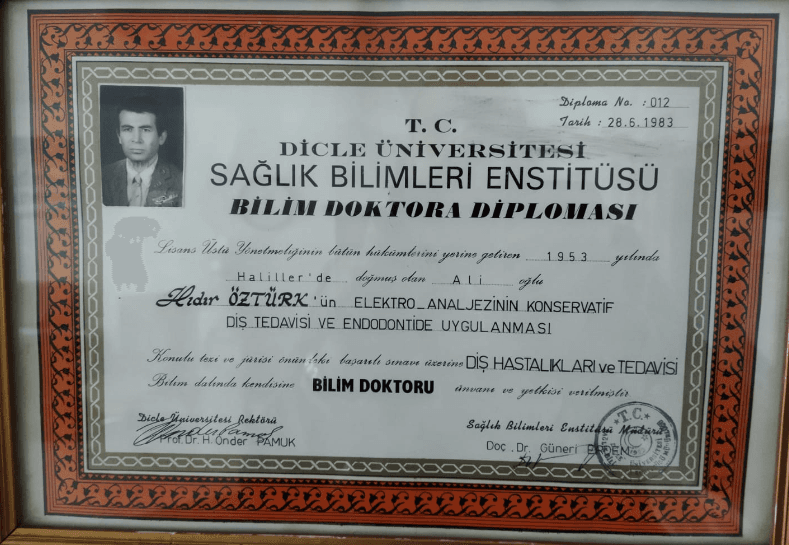 Diploma No. : 012
Tarih : 28.6.1983
T. C.
DİCLE ÜNİVERSİTESİ
SAĞLIK BİLİMLERİ ENSTİTÜSÜ
BİLİM DOKTORA DİPLOMASI
Lisans Üstü Yönetmeliğinin bütün hükümlerini yerine getiren 1953 yılında
Haliller'de doğmuş olan Ali oğlu
Hıdır ÖZTÜRK'ün ELEKTRO-ANALJEZİNİN KONSERVATİF
DİŞ TEDAVİSİ VE ENDODONTİDE UYGULANMASI
Konulu tezi ve jürisi önündeki başarılı sınavı üzerine DİŞ HASTALIKLARI ve TEDAVİSİ
Bilim dalında kendisine BİLİM DOKTORU ünvanı ve yetkisi verilmiştir
Dicle Üniversitesi Rektörü
Prof. Dr. H. Önder PAMUK
Sağlık Bilimleri Enstitüsü Müdürü
Doç. Dr. Güneri ERDEM
T.C.